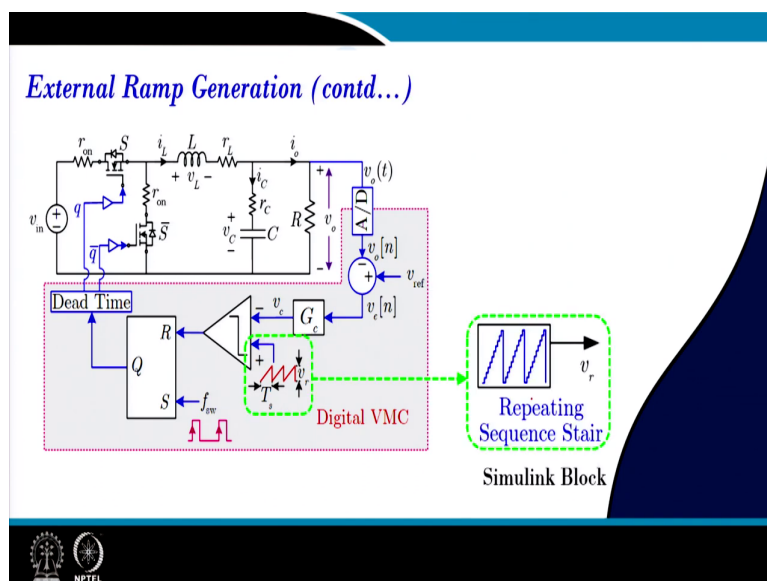 External Ramp Generation (contd...)
r_on S i_L L r_L i_o
+ v_L −
v_o(t)
q r_on i_C + A/D
v_in r_C
S̄ + v_C − C R v_o
q̄ −
v_o[n]
−
+ v_ref
Dead Time v_e[n]
R − v_c G_c
Q +
v_r
T_s
S f_sw
Digital VMC
v_r
Repeating
Sequence Stair
Simulink Block
NPTEL